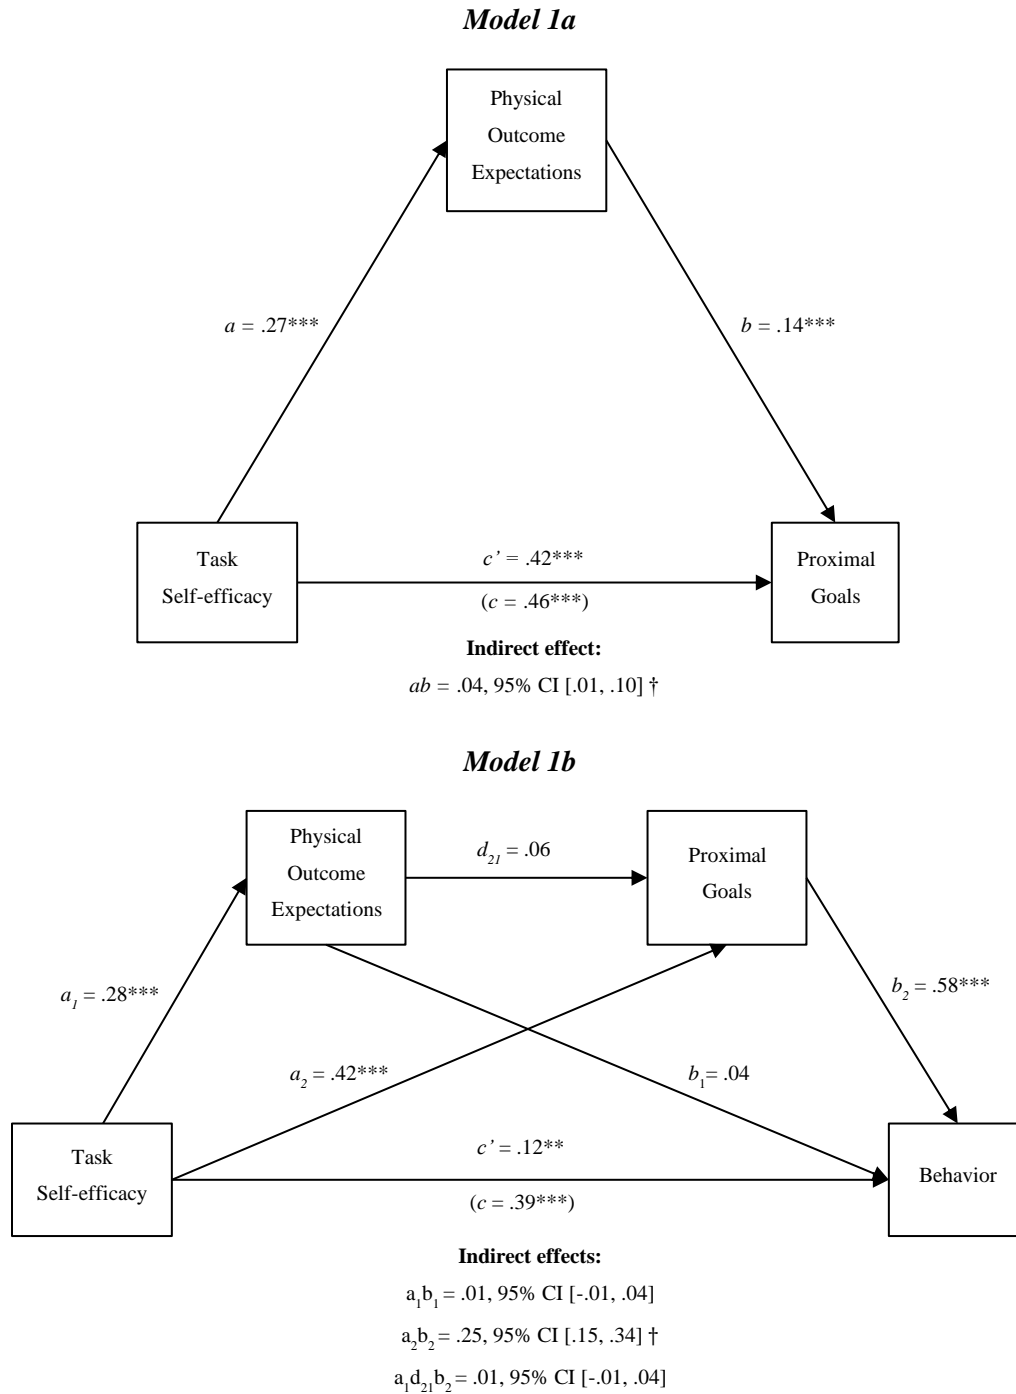 Model 1a
Physical
Outcome
Expectations
a = .27***
b = .14***
Task
Self-efficacy
c’ = .42***
(c = .46***)
Proximal
Goals
Indirect effect:
ab = .04, 95% CI [.01, .10] †
Model 1b
Physical
Outcome
Expectations
d21 = .06
Proximal
Goals
a1 = .28***
b2 = .58***
a2 = .42***
b1= .04
Task
Self-efficacy
c’ = .12**
(c = .39***)
Behavior
Indirect effects:
a1b1 = .01, 95% CI [-.01, .04]
a2b2 = .25, 95% CI [.15, .34] †
a1d21b2 = .01, 95% CI [-.01, .04]